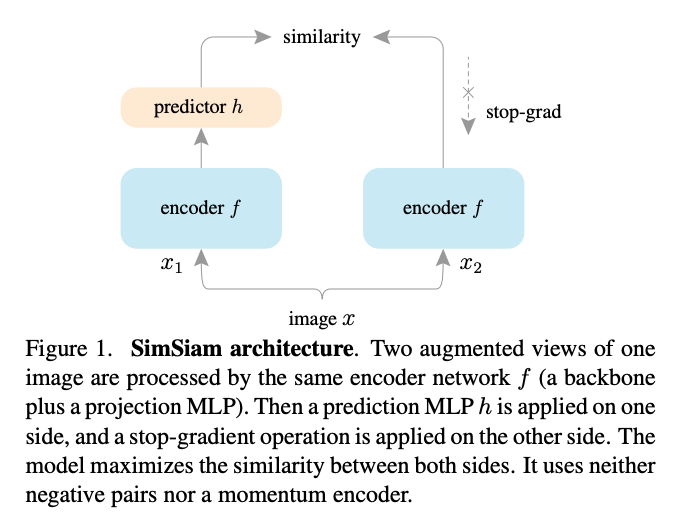 similarity
predictor h
stop-grad
encoder f
encoder f
x1
x2
image x
Figure 1. SimSiam architecture. Two augmented views of one
image are processed by the same encoder network f (a backbone
plus a projection MLP). Then a prediction MLP h is applied on one
side, and a stop-gradient operation is applied on the other side. The
model maximizes the similarity between both sides. It uses neither
negative pairs nor a momentum encoder.